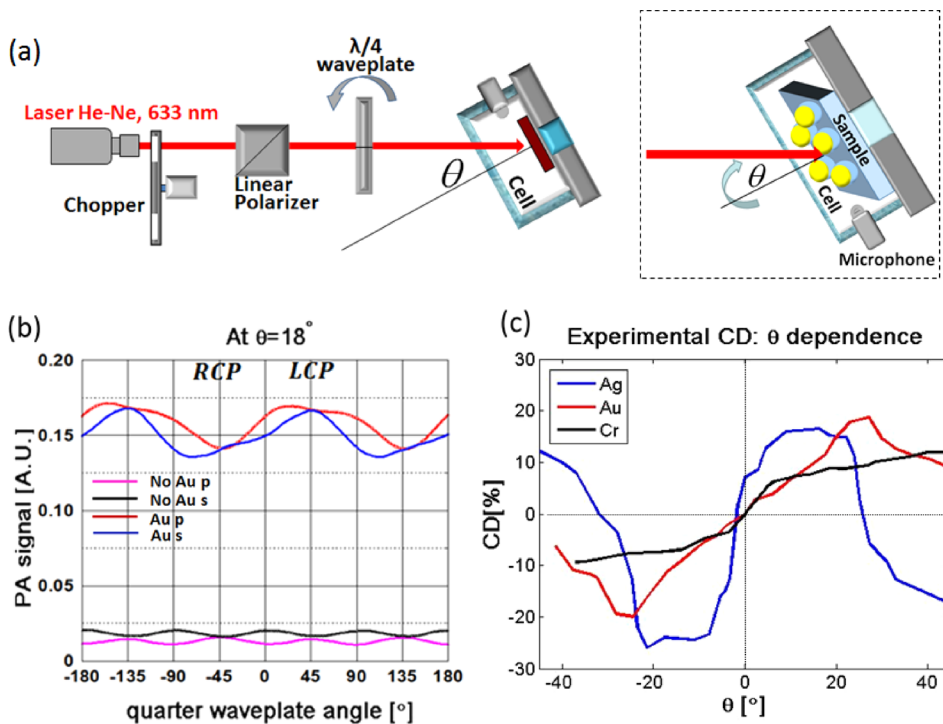 (a)
λ/4
waveplate
Laser He-Ne, 633 nm
Chopper
Linear
Polarizer
θ
Cell
Sample
θ
Cell
Microphone
(b)
At θ=18°
RCP
LCP
0.20
0.15
0.10
0.05
0
PA signal [A.U.]
No Au p
No Au s
Au p
Au s
-180 -135 -90 -45 0 45 90 135 180
quarter waveplate angle [°]
(c)
Experimental CD: θ dependence
30
20
10
0
-10
-20
-30
CD[%]
Ag
Au
Cr
-40 -20 0 20 40
θ [°]